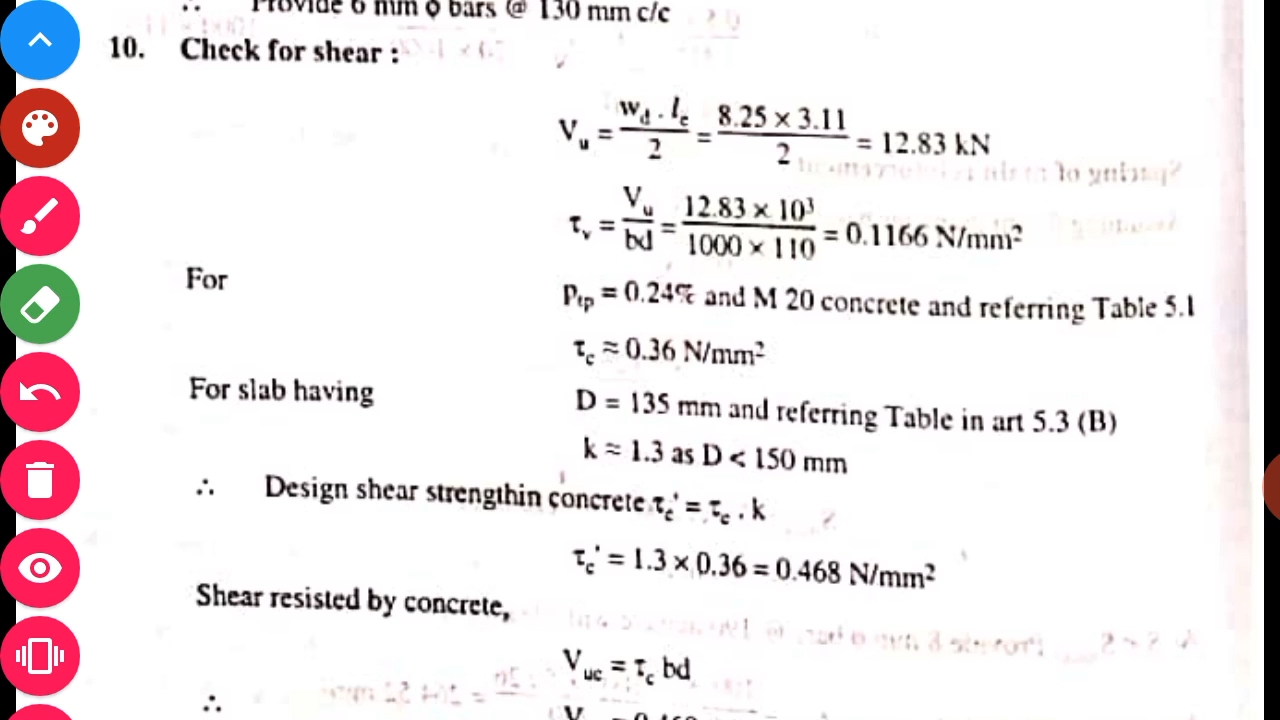 ∴ Provide 6 mm φ bars @ 130 mm c/c
10. Check for shear :
V_u = w_d . l_e / 2 = 8.25 × 3.11 / 2 = 12.83 kN
τ_v = V_u / bd = 12.83 × 10³ / 1000 × 110 = 0.1166 N/mm²
For p_tp = 0.24% and M 20 concrete and referring Table 5.1
τ_c ≈ 0.36 N/mm²
For slab having D = 135 mm and referring Table in art 5.3 (B)
k ≈ 1.3 as D < 150 mm
∴ Design shear strengthin concrete τ_c' = τ_c . k
τ_c' = 1.3 × 0.36 = 0.468 N/mm²
Shear resisted by concrete,
V_uc = τ_c bd
∴